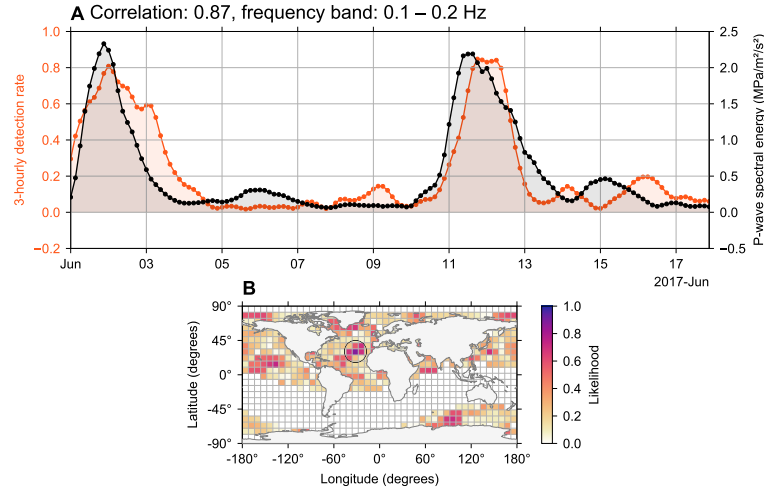 A Correlation: 0.87, frequency band: 0.1 – 0.2 Hz
1.0
0.8
0.6
0.4
0.2
0.0
−0.2
3-hourly detection rate
2.5
2.0
1.5
1.0
0.5
0.0
−0.5
P-wave spectral energy (MPa/m²/s²)
Jun 03 05 07 09 11 13 15 17
2017-Jun
B
90°
45°
0°
-45°
-90°
Latitude (degrees)
-180° -120° -60° 0° 60° 120° 180°
Longitude (degrees)
1.0
0.8
0.6
0.4
0.2
0.0
Likelihood